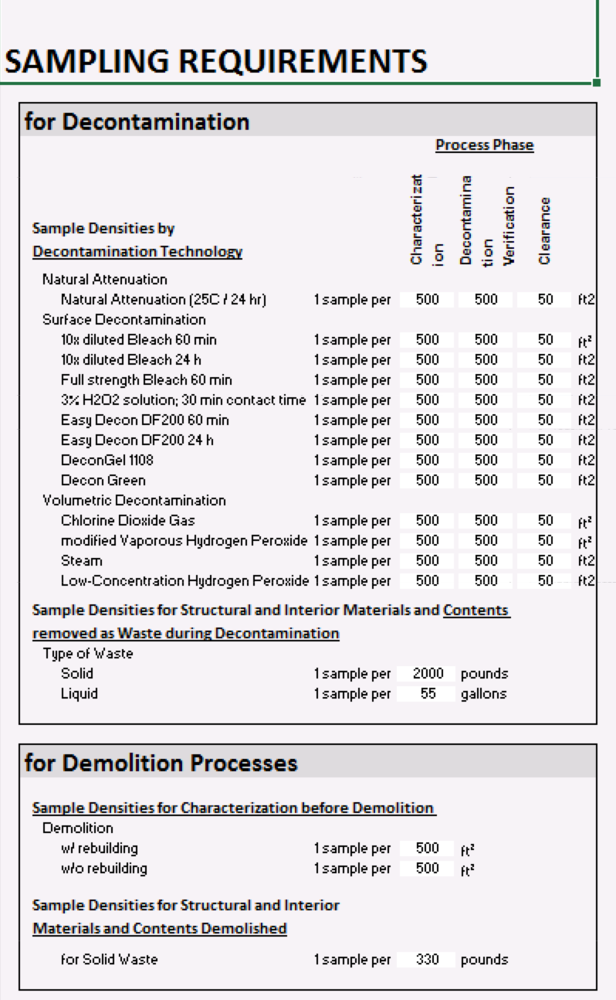 SAMPLING REQUIREMENTS
for Decontamination
Process Phase
Characterizat
ion
Decontamina
tion
Verification
Clearance
Sample Densities by
Decontamination Technology
Natural Attenuation
Natural Attenuation (25C / 24 hr) 1 sample per 500 500 50 ft2
Surface Decontamination
10x diluted Bleach 60 min 1 sample per 500 500 50 ft²
10x diluted Bleach 24 h 1 sample per 500 500 50 ft2
Full strength Bleach 60 min 1 sample per 500 500 50 ft2
3% H2O2 solution; 30 min contact time 1 sample per 500 500 50 ft2
Easy Decon DF200 60 min 1 sample per 500 500 50 ft2
Easy Decon DF200 24 h 1 sample per 500 500 50 ft2
DeconGel 1108 1 sample per 500 500 50 ft2
Decon Green 1 sample per 500 500 50 ft2
Volumetric Decontamination
Chlorine Dioxide Gas 1 sample per 500 500 50 ft²
modified Vaporous Hydrogen Peroxide 1 sample per 500 500 50 ft²
Steam 1 sample per 500 500 50 ft2
Low-Concentration Hydrogen Peroxide 1 sample per 500 500 50 ft2
Sample Densities for Structural and Interior Materials and Contents
removed as Waste during Decontamination
Type of Waste
Solid 1 sample per 2000 pounds
Liquid 1 sample per 55 gallons
for Demolition Processes
Sample Densities for Characterization before Demolition
Demolition
w/ rebuilding 1 sample per 500 ft²
w/o rebuilding 1 sample per 500 ft²
Sample Densities for Structural and Interior
Materials and Contents Demolished
for Solid Waste 1 sample per 330 pounds